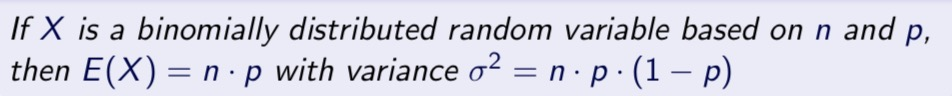 If X is a binomially distributed random variable based on n and p,
then E(X) = n · p with variance σ² = n · p · (1 − p)